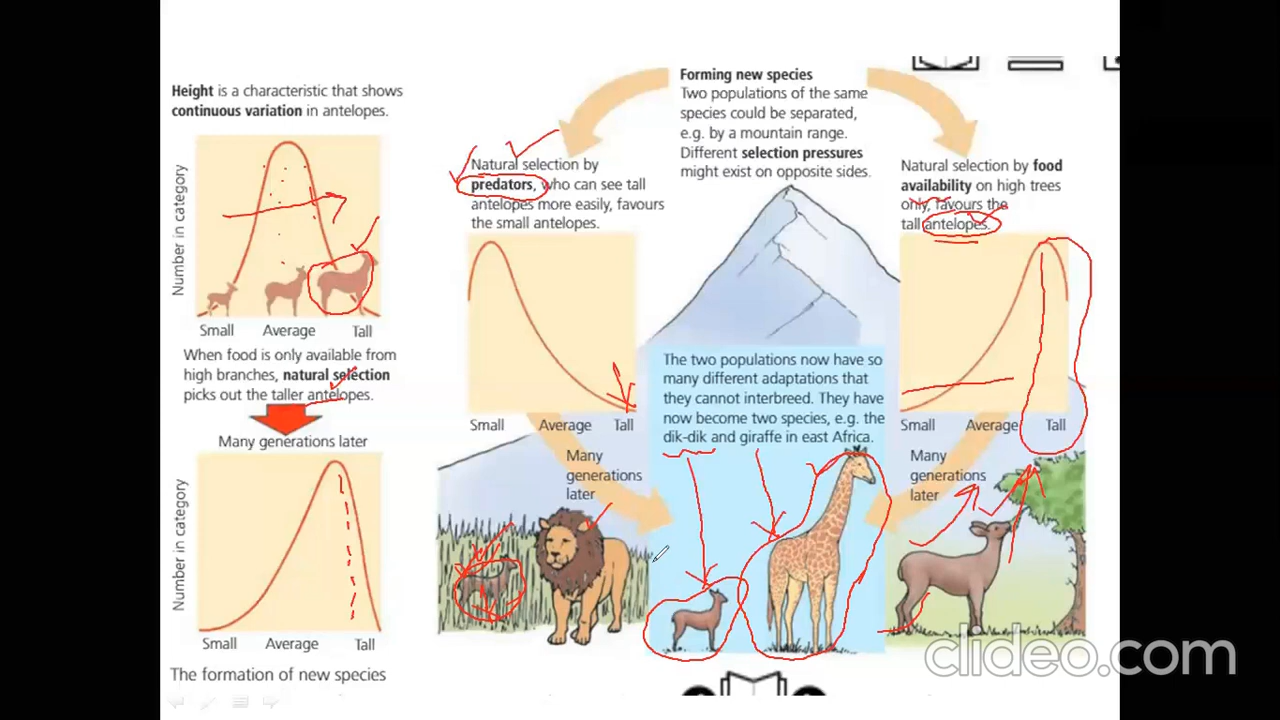 Height is a characteristic that shows
continuous variation in antelopes.
Number in category
Small Average Tall
When food is only available from
high branches, natural selection
picks out the taller antelopes.
Many generations later
Number in category
Small Average Tall
The formation of new species
Forming new species
Two populations of the same
species could be separated,
e.g. by a mountain range.
Different selection pressures
might exist on opposite sides.
Natural selection by
predators, who can see tall
antelopes more easily, favours
the small antelopes.
Small Average Tall
Many
generations
later
The two populations now have so
many different adaptations that
they cannot interbreed. They have
now become two species, e.g. the
dik-dik and giraffe in east Africa.
Natural selection by food
availability on high trees
only, favours the
tall antelopes.
Small Average Tall
Many
generations
later
clideo.com